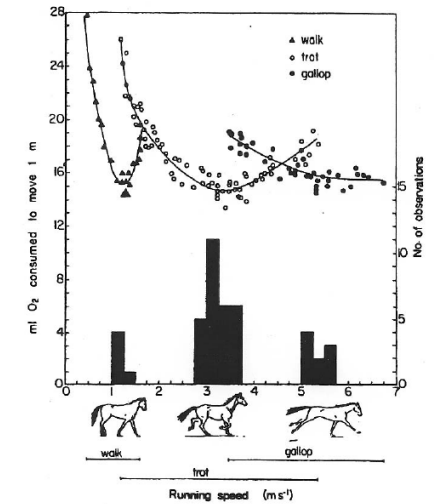 28
24
20
16
12
8
4
0
ml O₂ consumed to move 1 m
▲ walk
○ trot
● gallop
15
10
5
0
No. of observations
0 1 2 3 4 5 6 7
walk
gallop
trot
Running speed (m s⁻¹)